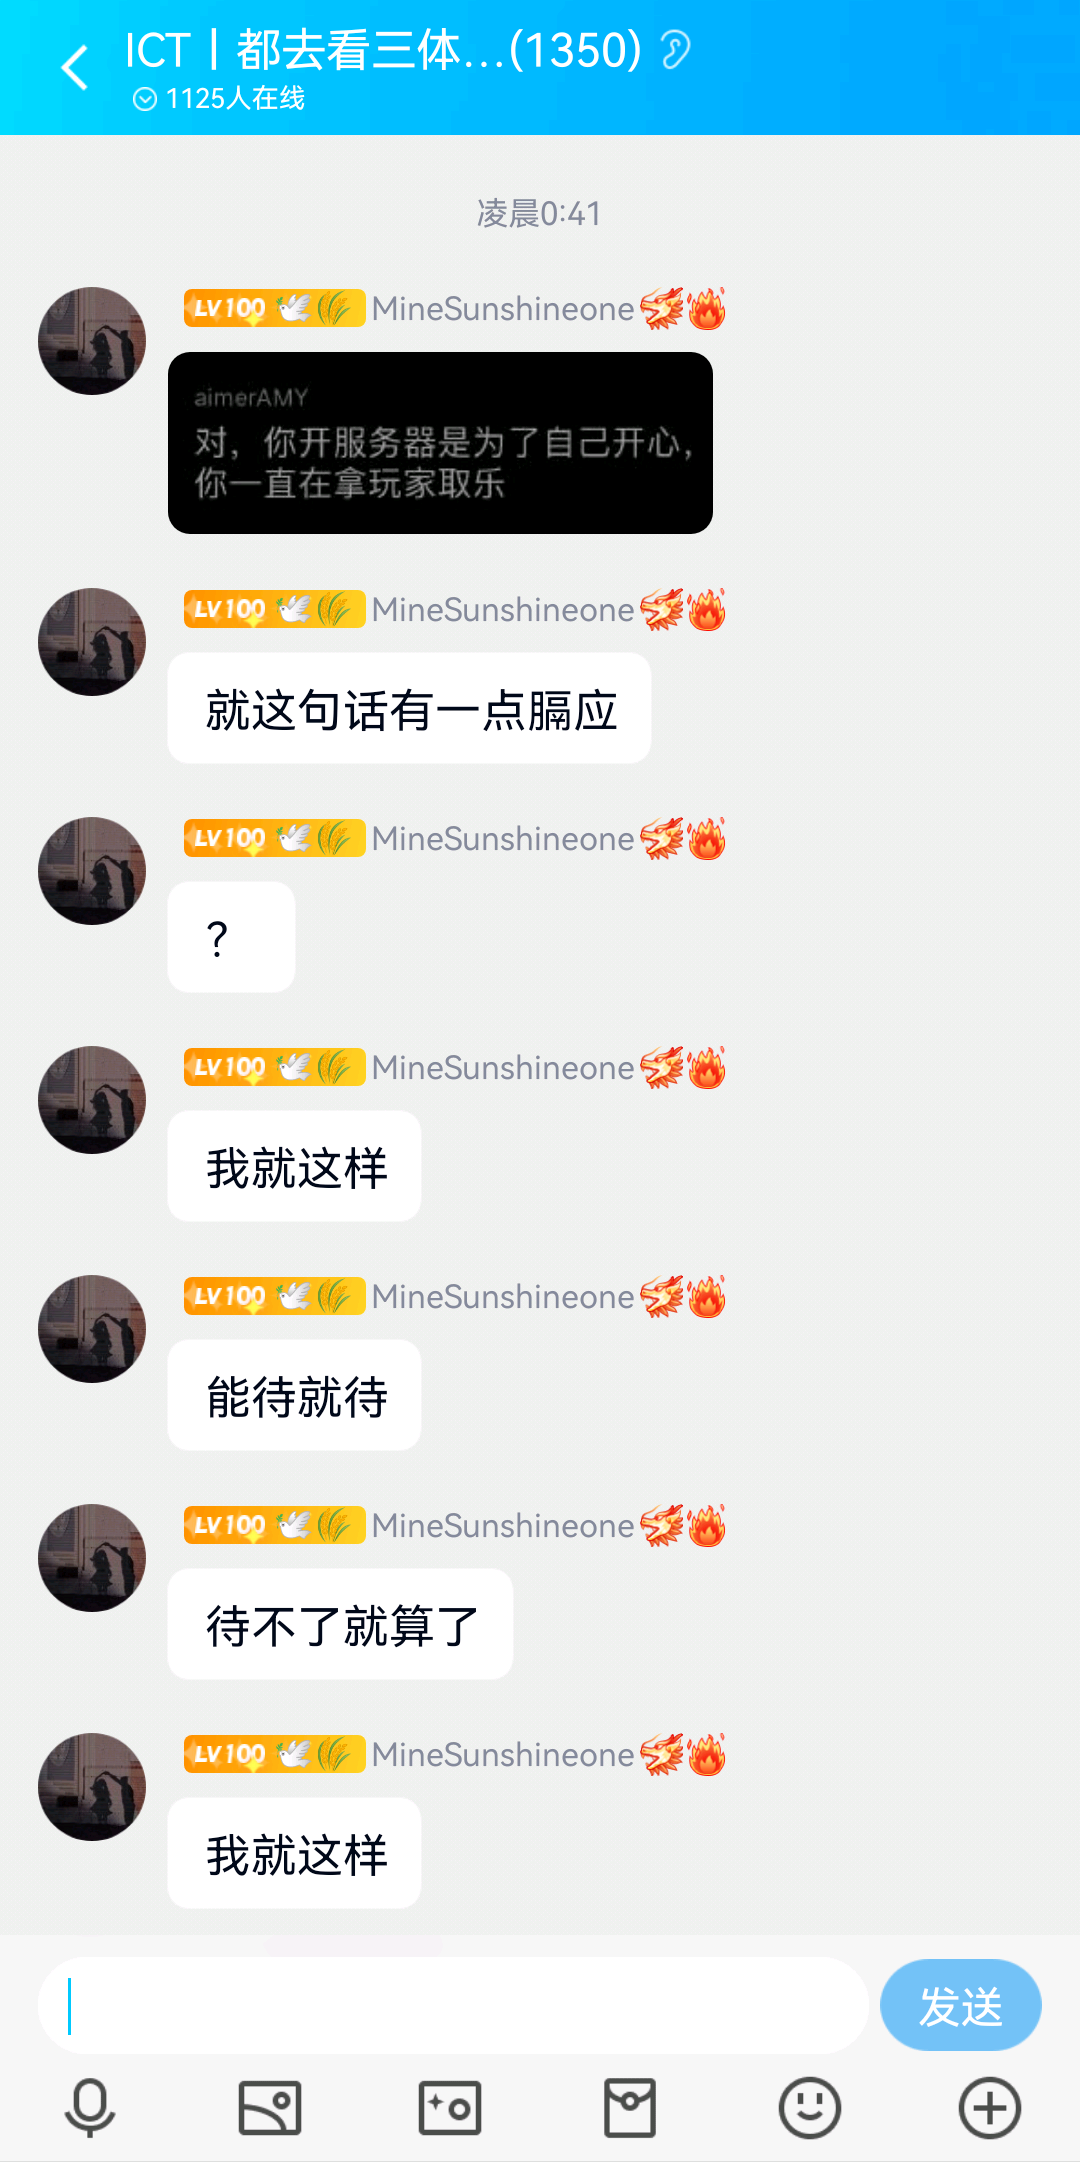 ICT丨都去看三体...(1350)
1125人在线
凌晨0:41
LV100 MineSunshineone
aimerAMY
对，你开服务器是为了自己开心，
你一直在拿玩家取乐
LV100 MineSunshineone
就这句话有一点膈应
LV100 MineSunshineone
？
LV100 MineSunshineone
我就这样
LV100 MineSunshineone
能待就待
LV100 MineSunshineone
待不了就算了
LV100 MineSunshineone
我就这样
发送